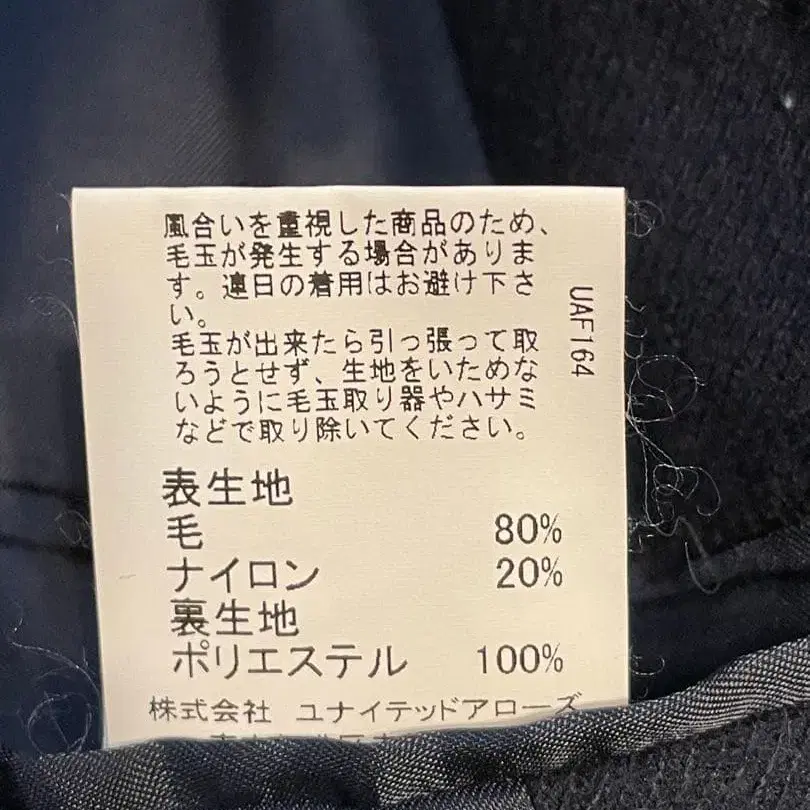 風合いを重視した商品のため、
毛玉が発生する場合がありま
す。連日の着用はお避け下さ
い。
毛玉が出来たら引っ張って取
ろうとせず、生地をいためな
いように毛玉取り器やハサミ
などで取り除いてください。
UAF164
表生地
毛 80%
ナイロン 20%
裏生地
ポリエステル 100%
株式会社 ユナイテッドアローズ